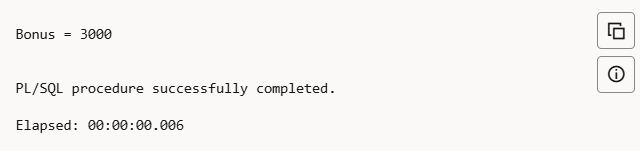 Bonus = 3000
PL/SQL procedure successfully completed.
Elapsed: 00:00:00.006